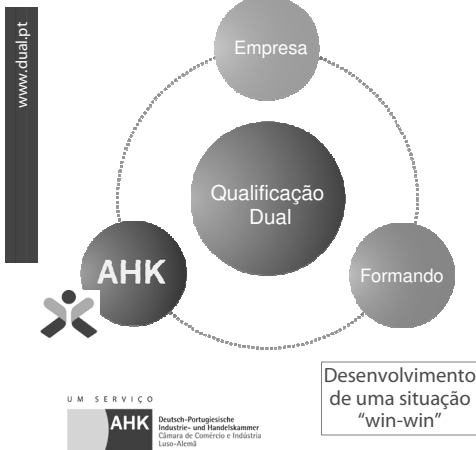 www.dual.pt
Empresa
Qualificação
Dual
AHK
Formando
Desenvolvimento
de uma situação
“win-win”
UM SERVIÇO
AHK
Deutsch-Portugiesische
Industrie- und Handelskammer
Câmara de Comércio e Indústria
Luso-Alemã